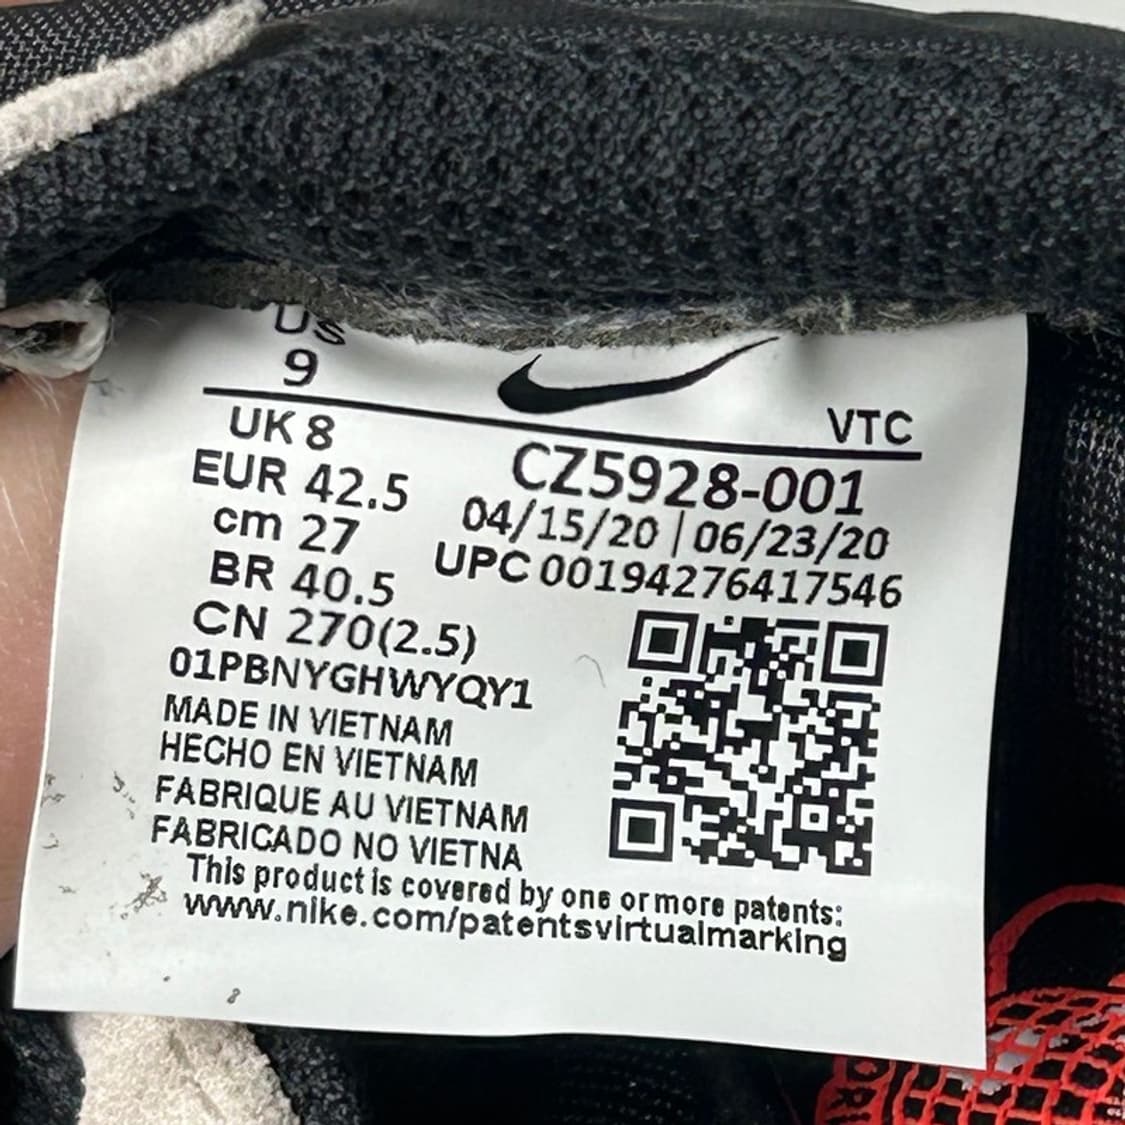 US
9
VTC
UK 8
CZ5928-001
EUR 42.5
04/15/20 | 06/23/20
cm 27
UPC 00194276417546
BR 40.5
CN 270(2.5)
01PBNYGHWYQY1
MADE IN VIETNAM
HECHO EN VIETNAM
FABRIQUE AU VIETNAM
FABRICADO NO VIETNA
This product is covered by one or more patents:
www.nike.com/patentsvirtualmarking